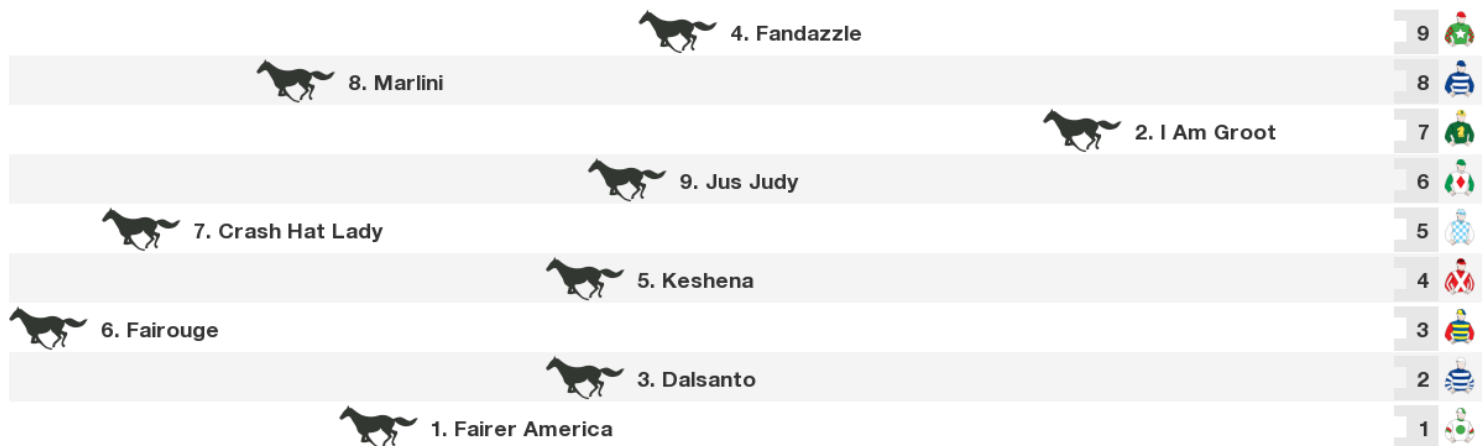 4. Fandazzle 9
8. Marlini 8
2. I Am Groot 7
9. Jus Judy 6
7. Crash Hat Lady 5
5. Keshena 4
6. Fairouge 3
3. Dalsanto 2
1. Fairer America 1